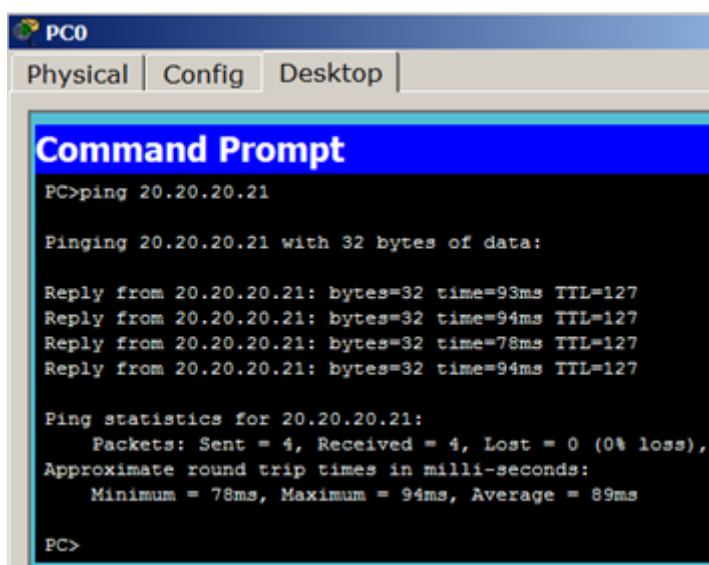 PC0
Physical Config Desktop
Command Prompt
PC>ping 20.20.20.21
Pinging 20.20.20.21 with 32 bytes of data:
Reply from 20.20.20.21: bytes=32 time=93ms TTL=127
Reply from 20.20.20.21: bytes=32 time=94ms TTL=127
Reply from 20.20.20.21: bytes=32 time=78ms TTL=127
Reply from 20.20.20.21: bytes=32 time=94ms TTL=127
Ping statistics for 20.20.20.21:
Packets: Sent = 4, Received = 4, Lost = 0 (0% loss),
Approximate round trip times in milli-seconds:
Minimum = 78ms, Maximum = 94ms, Average = 89ms
PC>